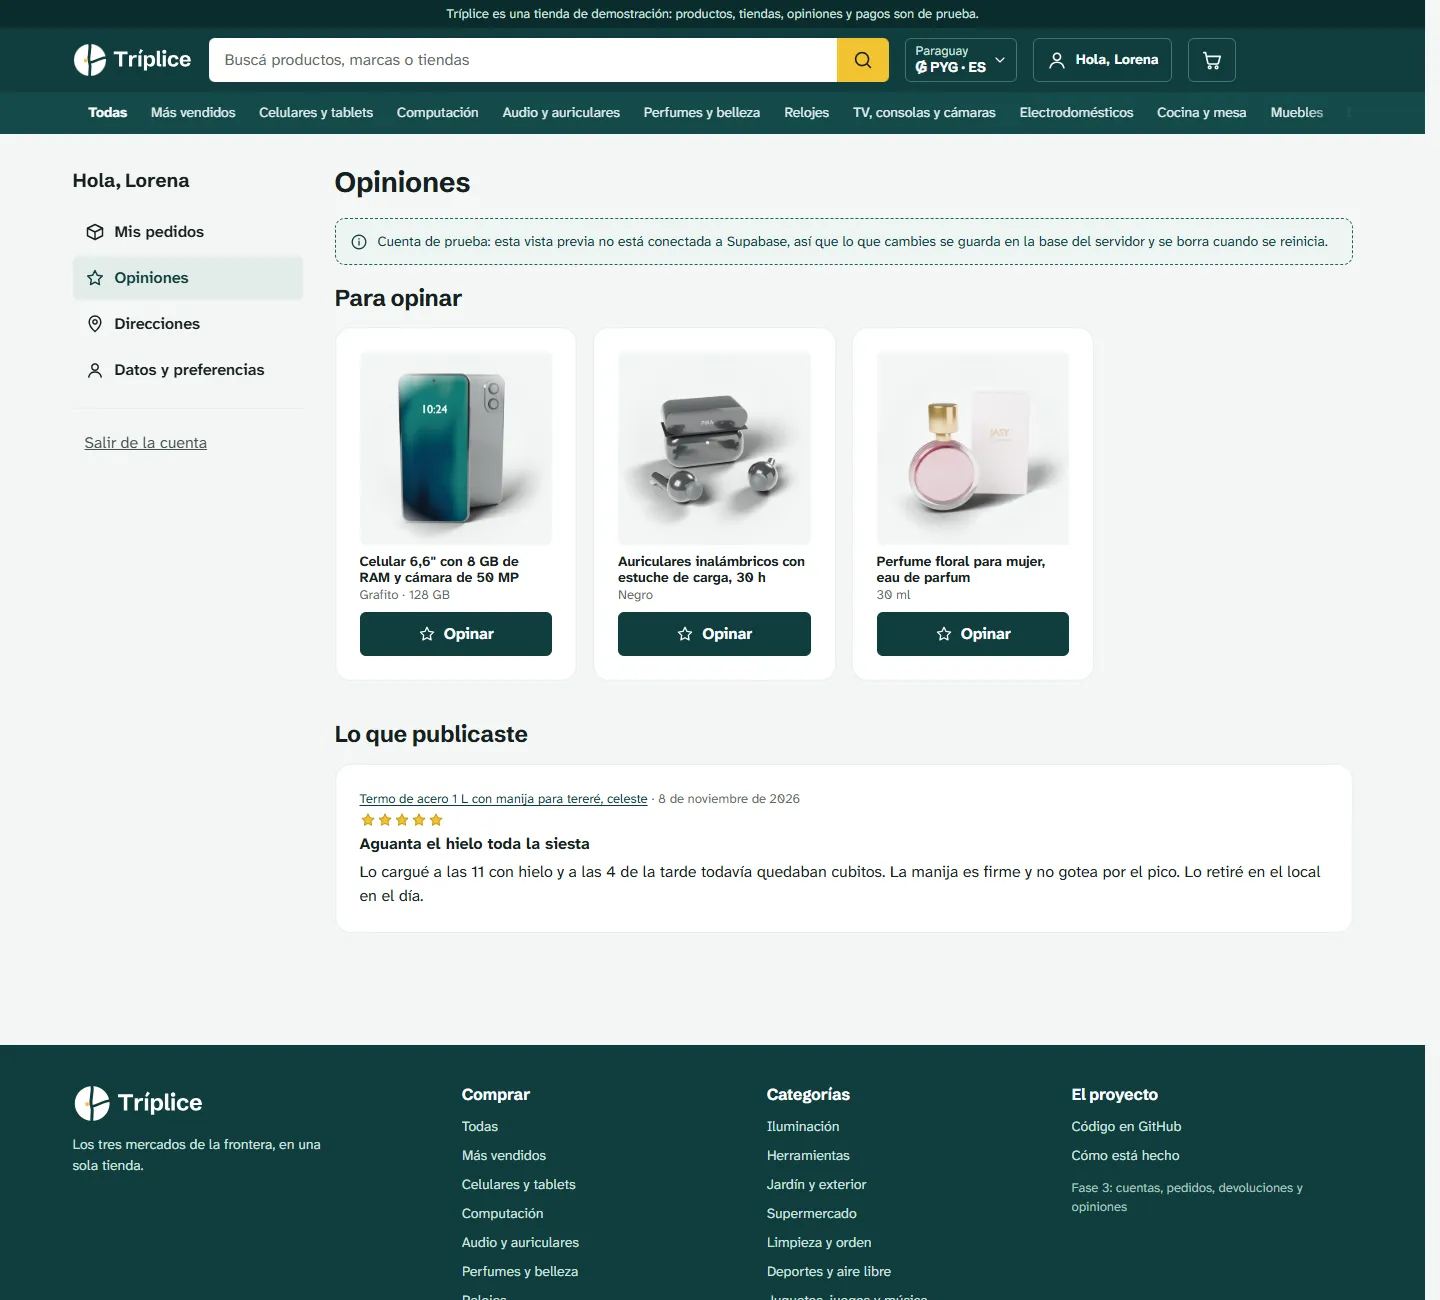 Tríplice es una tienda de demostración: productos, tiendas, opiniones y pagos son de prueba.
Tríplice
Buscá productos, marcas o tiendas
Paraguay
₲ PYG · ES
Hola, Lorena
Todas
Más vendidos
Celulares y tablets
Computación
Audio y auriculares
Perfumes y belleza
Relojes
TV, consolas y cámaras
Electrodomésticos
Cocina y mesa
Muebles
Hola, Lorena
Mis pedidos
Opiniones
Direcciones
Datos y preferencias
Salir de la cuenta
Opiniones
Cuenta de prueba: esta vista previa no está conectada a Supabase, así que lo que cambies se guarda en la base del servidor y se borra cuando se reinicia.
Para opinar
10:24
Celular 6,6" con 8 GB de
RAM y cámara de 50 MP
Grafito · 128 GB
Opinar
Auriculares inalámbricos con
estuche de carga, 30 h
Negro
Opinar
JASY
Perfume floral para mujer,
eau de parfum
30 ml
Opinar
Lo que publicaste
Termo de acero 1 L con manija para tereré, celeste · 8 de noviembre de 2026
Aguanta el hielo toda la siesta
Lo cargué a las 11 con hielo y a las 4 de la tarde todavía quedaban cubitos. La manija es firme y no gotea por el pico. Lo retiré en el local
en el día.
Tríplice
Los tres mercados de la frontera, en una
sola tienda.
Comprar
Todas
Más vendidos
Celulares y tablets
Computación
Audio y auriculares
Perfumes y belleza
Relojes
Categorías
Iluminación
Herramientas
Jardín y exterior
Supermercado
Limpieza y orden
Deportes y aire libre
Juguetes, juegos y música
El proyecto
Código en GitHub
Cómo está hecho
Fase 3: cuentas, pedidos, devoluciones y
opiniones